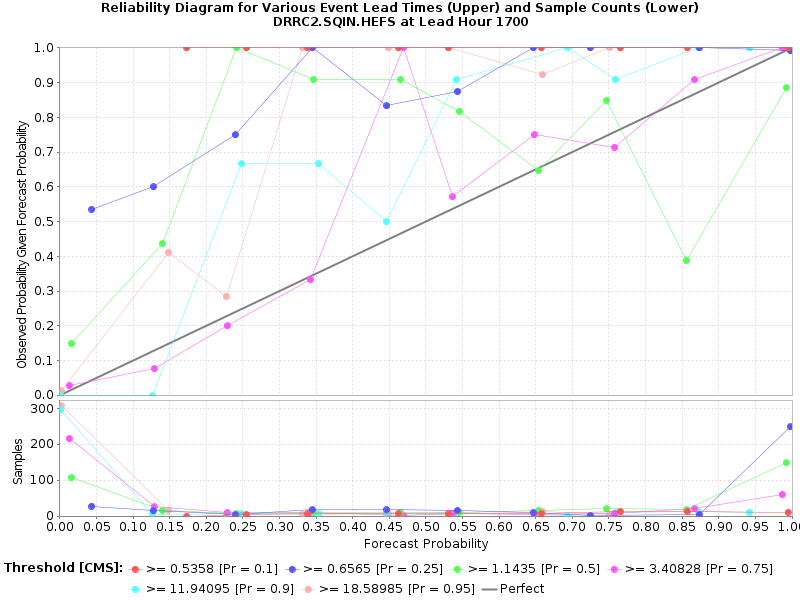 Reliability Diagram for Various Event Lead Times (Upper) and Sample Counts (Lower)
DRRC2.SQIN.HEFS at Lead Hour 1700
Observed Probability Given Forecast Probability
1.0
0.9
0.8
0.7
0.6
0.5
0.4
0.3
0.2
0.1
0.0
Samples
300
200
100
0
0.00 0.05 0.10 0.15 0.20 0.25 0.30 0.35 0.40 0.45 0.50 0.55 0.60 0.65 0.70 0.75 0.80 0.85 0.90 0.95 1.0
Forecast Probability
Threshold [CMS]: >= 0.5358 [Pr = 0.1] >= 0.6565 [Pr = 0.25] >= 1.1435 [Pr = 0.5] >= 3.40828 [Pr = 0.75]
>= 11.94095 [Pr = 0.9] >= 18.58985 [Pr = 0.95] Perfect